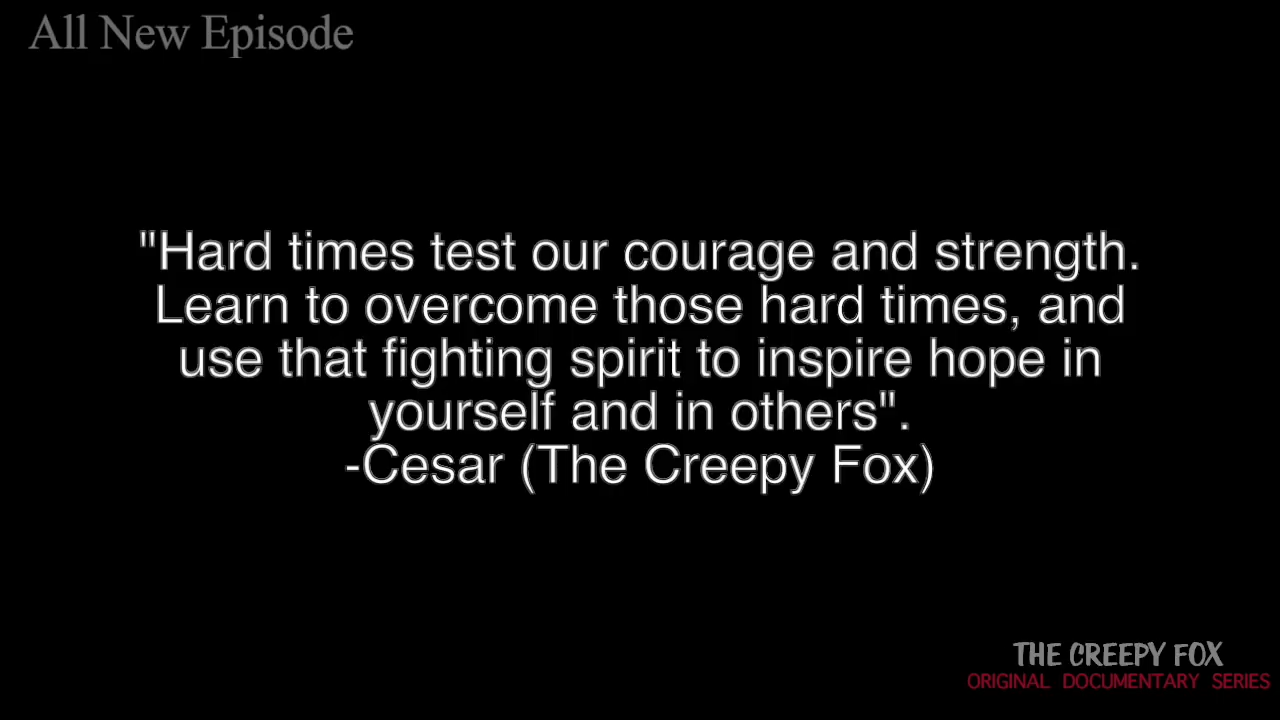 All New Episode
"Hard times test our courage and strength.
Learn to overcome those hard times, and
use that fighting spirit to inspire hope in
yourself and in others".
-Cesar (The Creepy Fox)
THE CREEPY FOX
ORIGINAL DOCUMENTARY SERIES